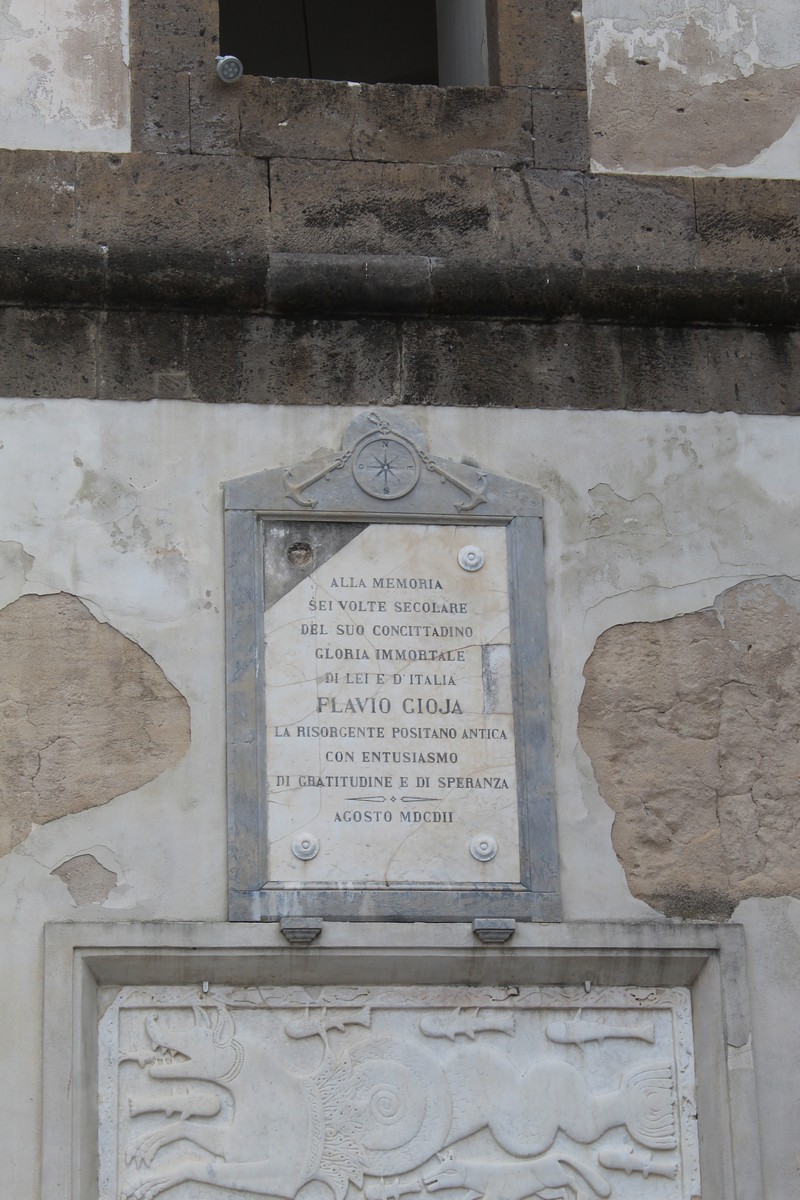 N
O E
S
ALLA MEMORIA
SEI VOLTE SECOLARE
DEL SUO CONCITTADINO
GLORIA IMMORTALE
DI LEI E D'ITALIA
FLAVIO GIOJA
LA RISORGENTE POSITANO ANTICA
CON ENTUSIASMO
DI GRATITUDINE E DI SPERANZA
AGOSTO MDCDII